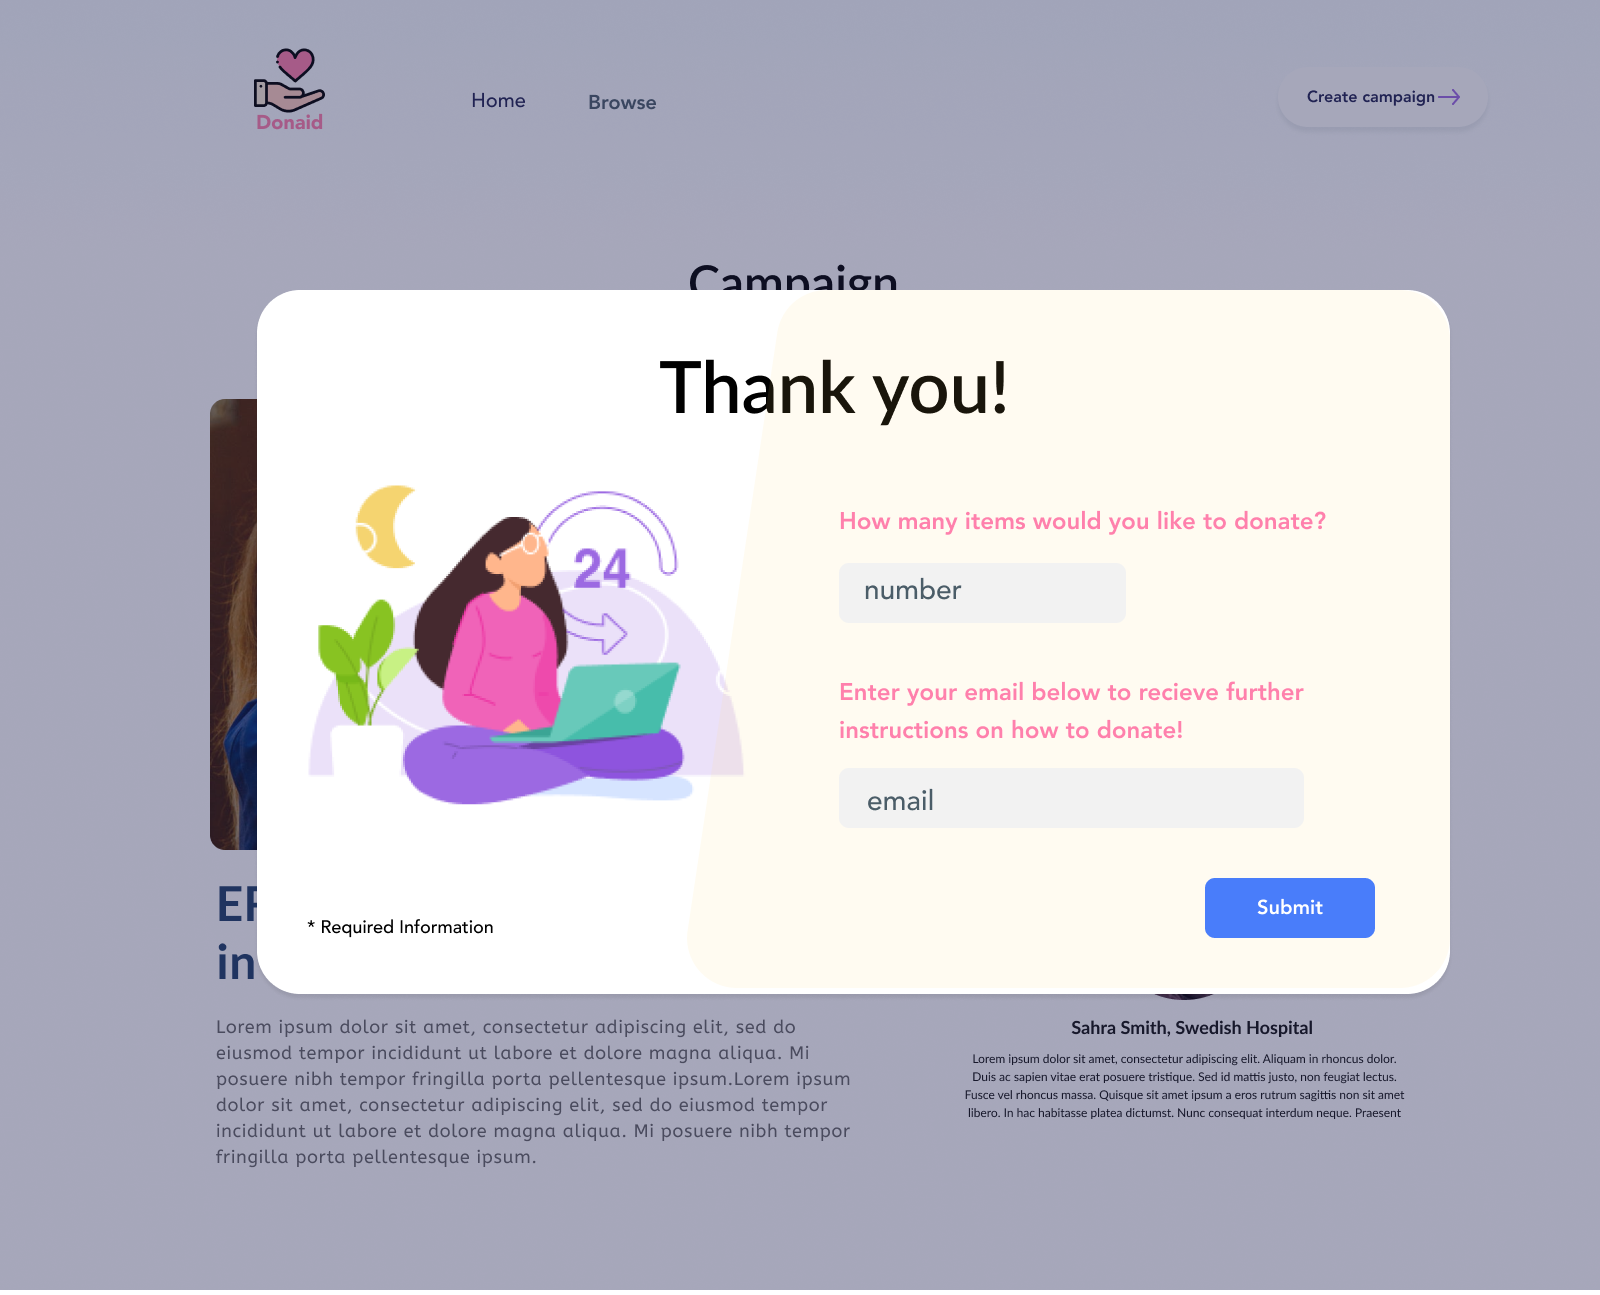 Donaid
Home
Browse
Create campaign
Campaign
Thank you!
24
How many items would you like to donate?
number
Enter your email below to recieve further
instructions on how to donate!
email
Submit
* Required Information
in
Lorem ipsum dolor sit amet, consectetur adipiscing elit, sed do
eiusmod tempor incididunt ut labore et dolore magna aliqua. Mi
posuere nibh tempor fringilla porta pellentesque ipsum.Lorem ipsum
dolor sit amet, consectetur adipiscing elit, sed do eiusmod tempor
incididunt ut labore et dolore magna aliqua. Mi posuere nibh tempor
fringilla porta pellentesque ipsum.
Sahra Smith, Swedish Hospital
Lorem ipsum dolor sit amet, consectetur adipiscing elit. Aliquam in rhoncus dolor.
Duis ac sapien vitae erat posuere tristique. Sed id mattis justo, non feugiat lectus.
Fusce vel rhoncus massa. Quisque sit amet ipsum a eros rutrum sagittis non sit amet
libero. In hac habitasse platea dictumst. Nunc consequat interdum neque. Praesent